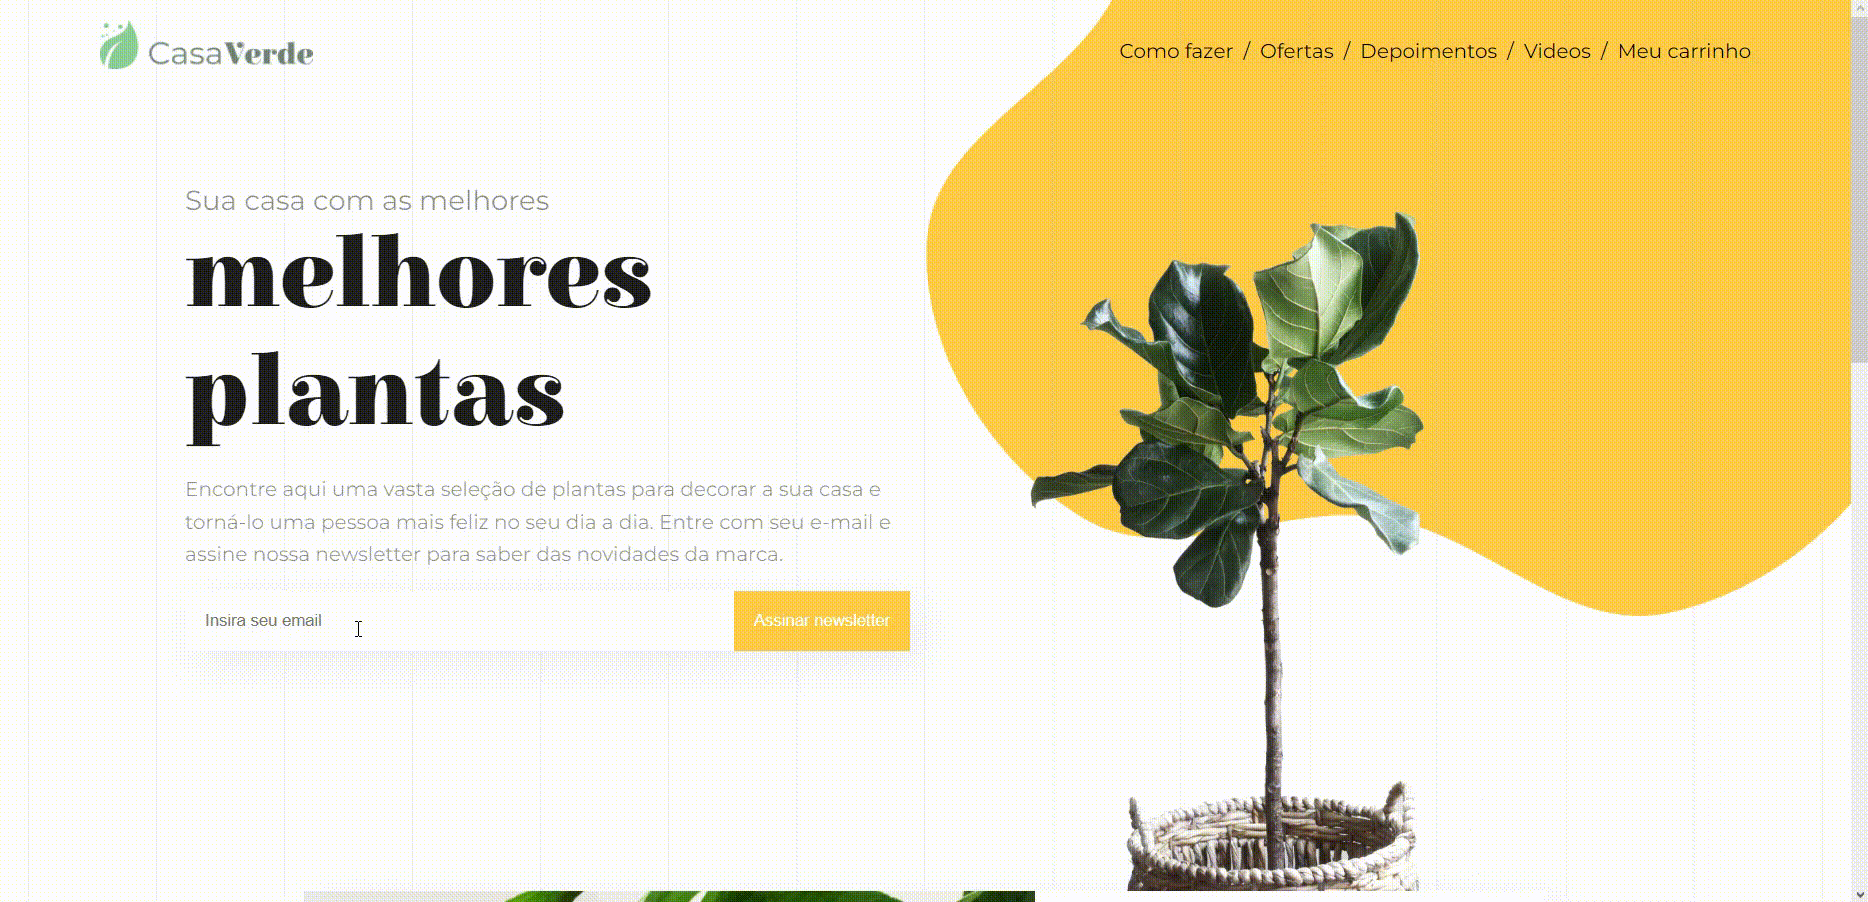 CasaVerde
Como fazer / Ofertas / Depoimentos / Videos / Meu carrinho
Sua casa com as melhores
melhores
plantas
Encontre aqui uma vasta seleção de plantas para decorar a sua casa e
torná-lo uma pessoa mais feliz no seu dia a dia. Entre com seu e-mail e
assine nossa newsletter para saber das novidades da marca.
Insira seu email
Assinar newsletter